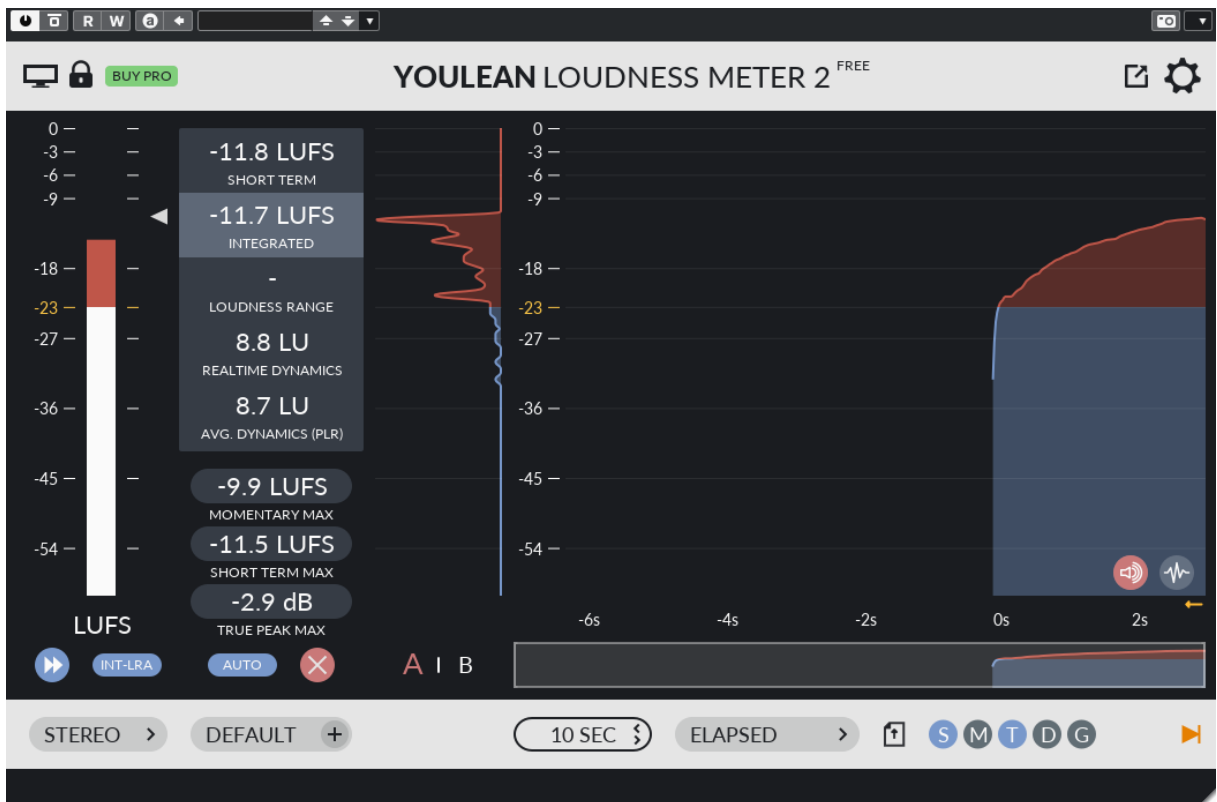 R W a
BUY PRO
YOULEAN LOUDNESS METER 2 FREE
0
-3
-6
-9
-18
-23
-27
-36
-45
-54
LUFS
INT-LRA
-11.8 LUFS
SHORT TERM
-11.7 LUFS
INTEGRATED
-
LOUDNESS RANGE
8.8 LU
REALTIME DYNAMICS
8.7 LU
AVG. DYNAMICS (PLR)
-9.9 LUFS
MOMENTARY MAX
-11.5 LUFS
SHORT TERM MAX
-2.9 dB
TRUE PEAK MAX
AUTO
0
-3
-6
-9
-18
-23
-27
-36
-45
-54
-6s -4s -2s 0s 2s
A I B
STEREO DEFAULT + 10 SEC ELAPSED S M T D G